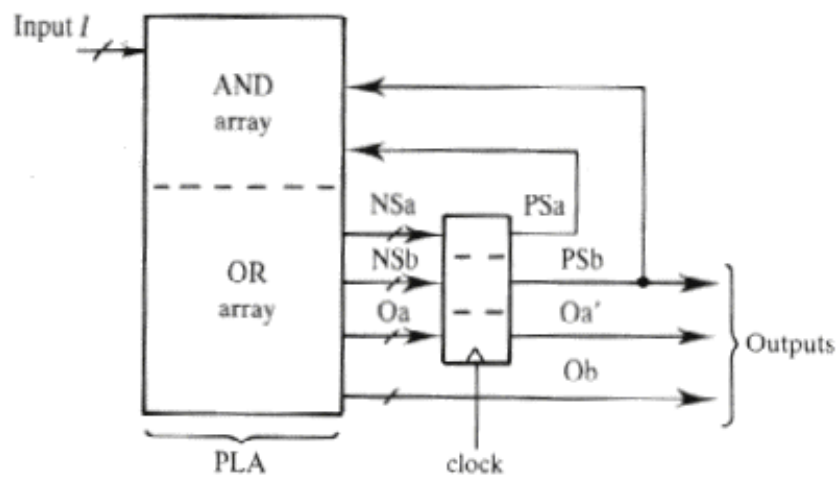 Input I
AND
array
NSa
PSa
NSb
PSb
OR
array
Oa
Oa′
Outputs
Ob
PLA
clock